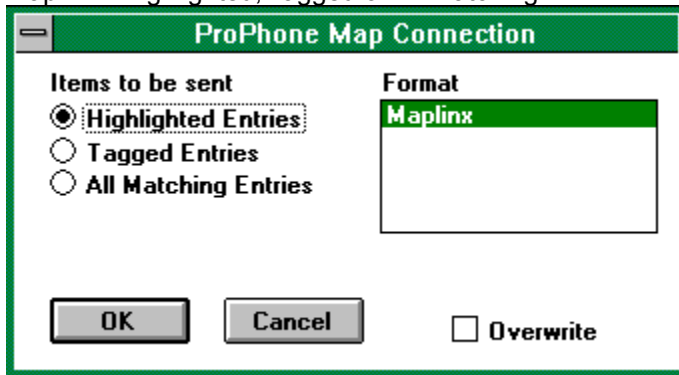 ProPhone Map Connection
Items to be sent
Highlighted Entries
Tagged Entries
All Matching Entries
Format
Maplinx
OK
Cancel
Overwrite